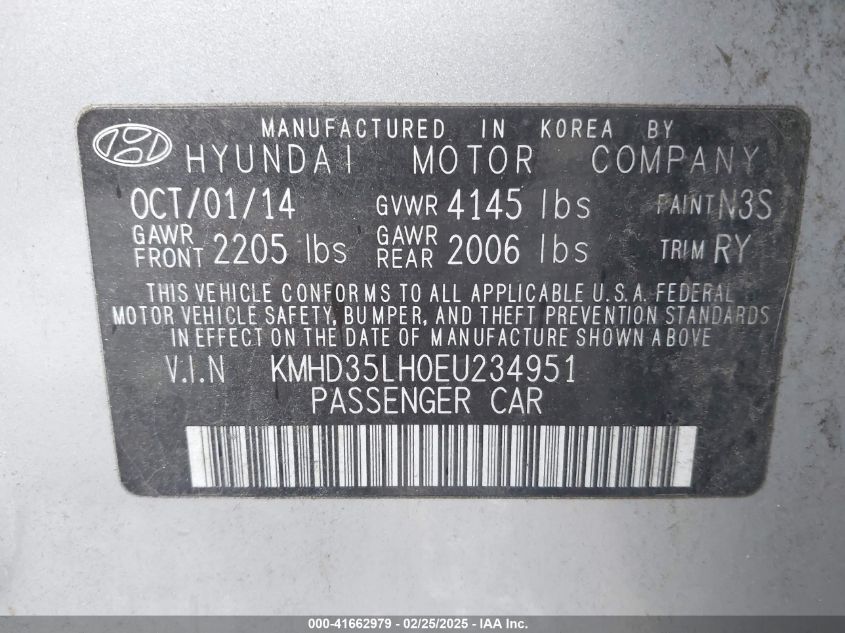 MANUFACTURED IN KOREA BY
HYUNDAI MOTOR COMPANY
OCT/01/14 GVWR 4145 lbs PAINT N3S
GAWR FRONT 2205 lbs GAWR REAR 2006 lbs TRIM RY
THIS VEHICLE CONFORMS TO ALL APPLICABLE U.S.A. FEDERAL
MOTOR VEHICLE SAFETY, BUMPER, AND THEFT PREVENTION STANDARDS
IN EFFECT ON THE DATE OF MANUFACTURE SHOWN ABOVE
V.I.N KMHD35LH0EU234951
PASSENGER CAR
000-41662979 - 02/25/2025 - IAA Inc.